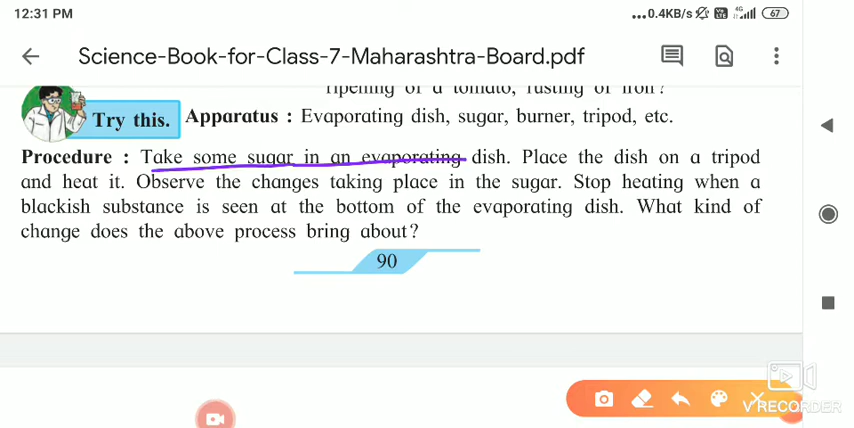 12:31 PM
...0.4KB/s Vo LTE 4G 67
Science-Book-for-Class-7-Maharashtra-Board.pdf
ripening of a tomato, rusting of iron?
Try this.
Apparatus : Evaporating dish, sugar, burner, tripod, etc.
Procedure : Take some sugar in an evaporating dish. Place the dish on a tripod
and heat it. Observe the changes taking place in the sugar. Stop heating when a
blackish substance is seen at the bottom of the evaporating dish. What kind of
change does the above process bring about?
90
V RECORDER